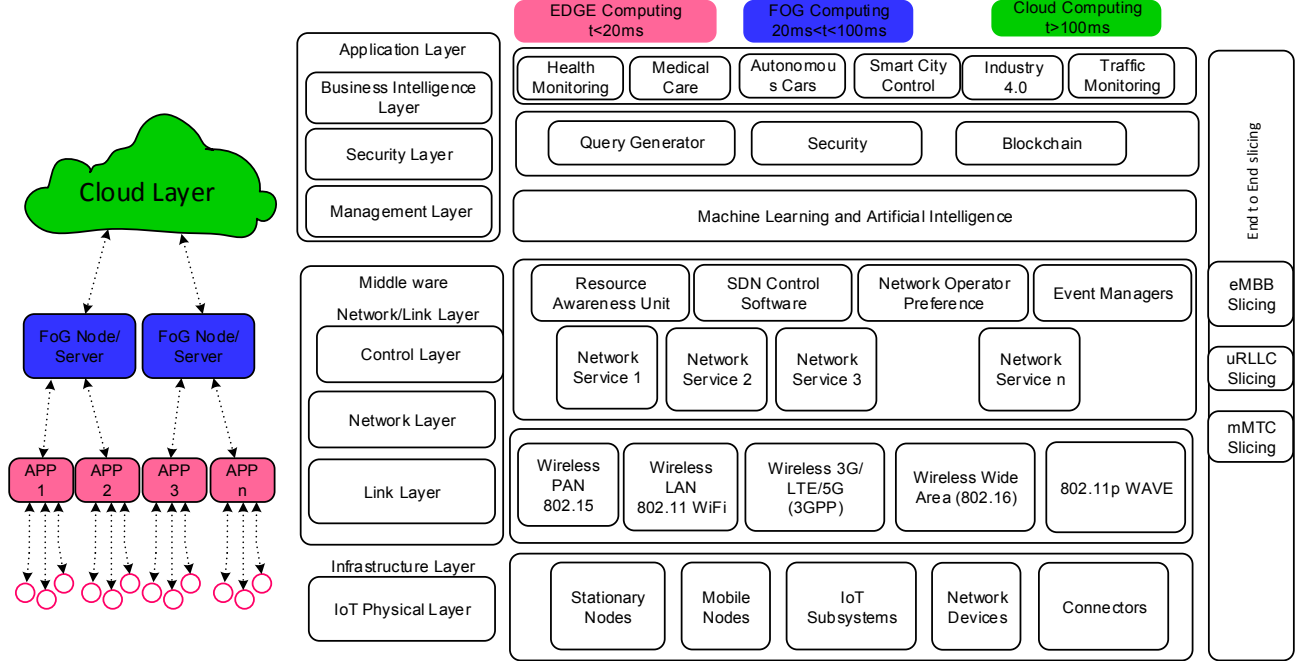 EDGE Computing
t<20ms
FOG Computing
20ms<t<100ms
Cloud Computing
t>100ms
Cloud Layer
FoG Node/
Server
FoG Node/
Server
APP
1
APP
2
APP
3
APP
n
Application Layer
Business Intelligence
Layer
Security Layer
Management Layer
Health
Monitoring
Medical
Care
Autonomou
s Cars
Smart City
Control
Industry
4.0
Traffic
Monitoring
Query Generator
Security
Blockchain
Machine Learning and Artificial Intelligence
Middle ware
Network/Link Layer
Control Layer
Network Layer
Link Layer
Resource
Awareness Unit
SDN Control
Software
Network Operator
Preference
Event Managers
Network
Service 1
Network
Service 2
Network
Service 3
Network
Service n
Wireless
PAN
802.15
Wireless
LAN
802.11 WiFi
Wireless 3G/
LTE/5G
(3GPP)
Wireless Wide
Area (802.16)
802.11p WAVE
Infrastructure Layer
IoT Physical Layer
Stationary
Nodes
Mobile
Nodes
IoT
Subsystems
Network
Devices
Connectors
End to End slicing
eMBB
Slicing
uRLLC
Slicing
mMTC
Slicing